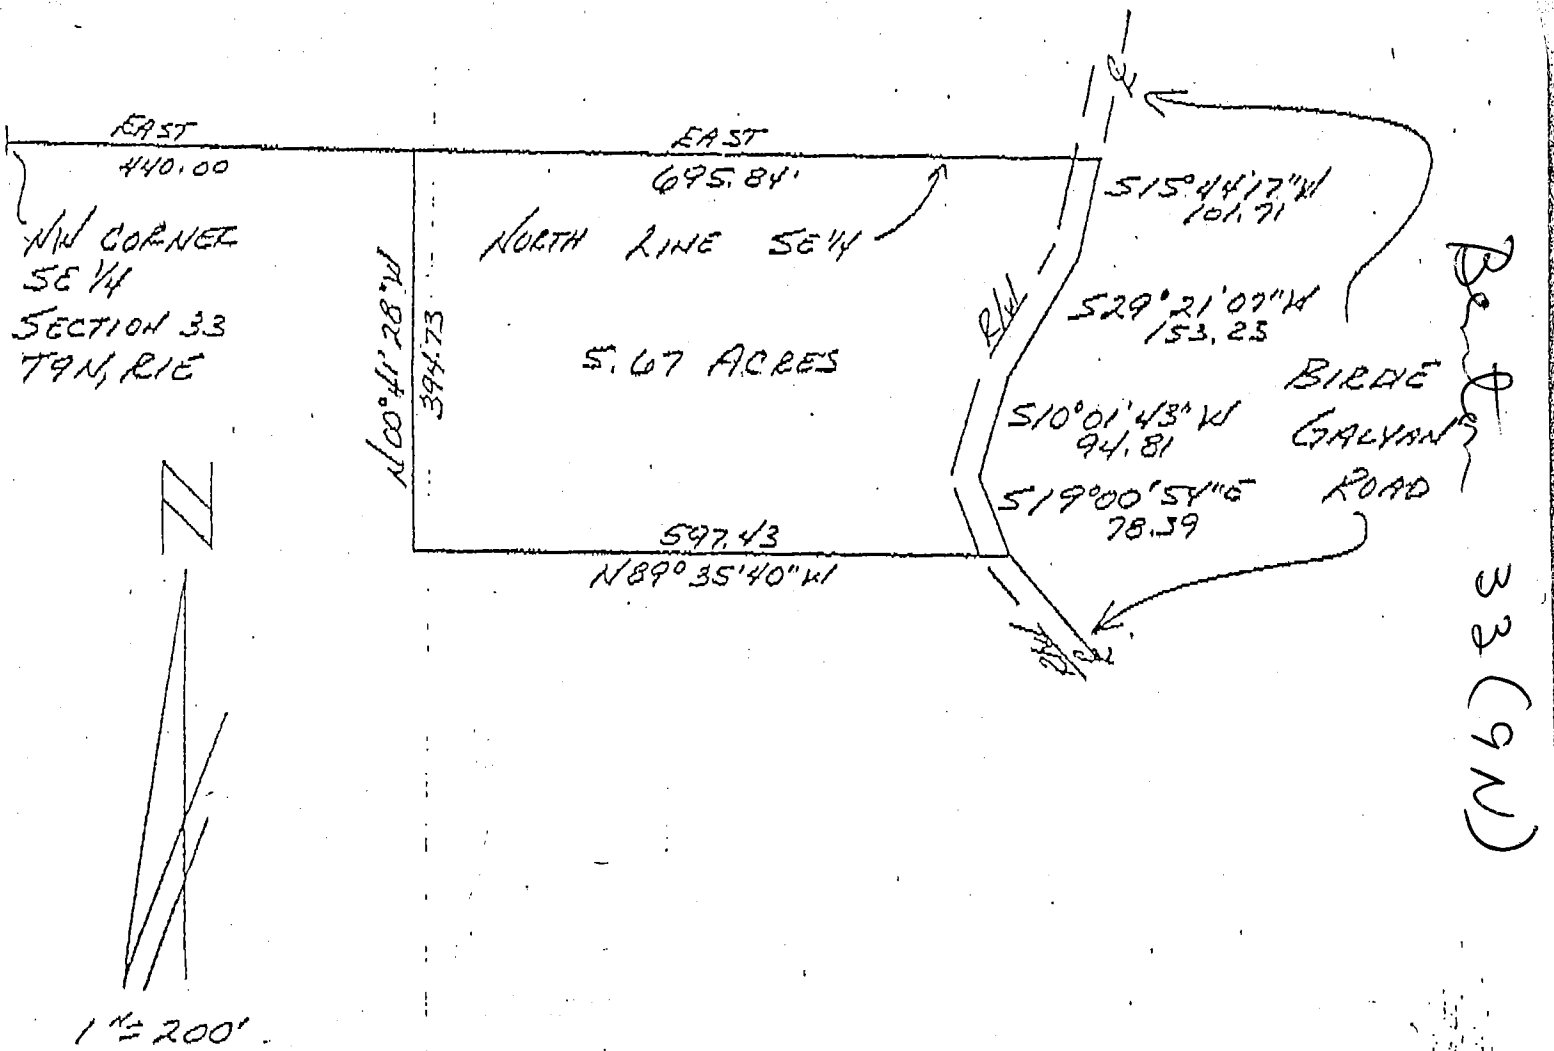 EAST
440.00
EAST
695.84'
NW CORNER
SE 1/4
SECTION 33
T9N, R1E
NORTH LINE SE 1/4
N00°41'28"W
394.73
5.67 ACRES
R/W
S15°44'17"W
101.71
S29°21'07"W
153.23
S10°01'43"W
94.81
S19°00'54"E
78.39
BIRDIE
GALYAN
ROAD
597.43
N89°35'40"W
R/W
N
1"=200'
33 (9N)